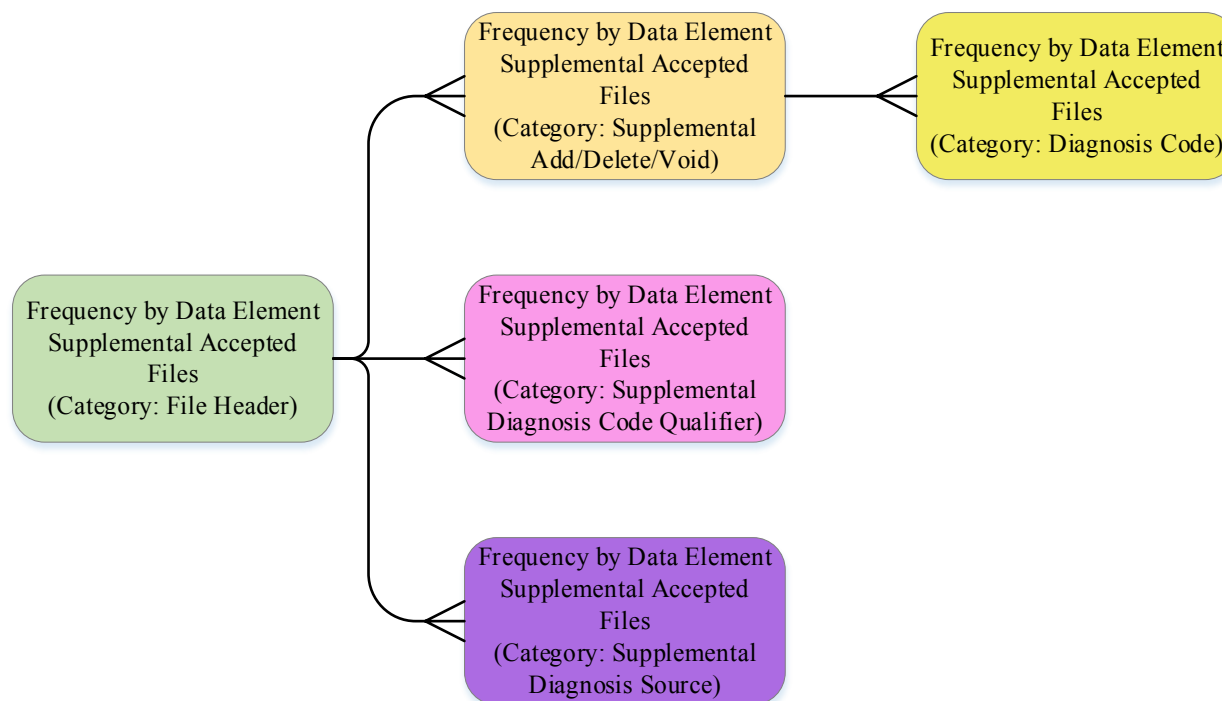 Frequency by Data Element
Supplemental Accepted
Files
(Category: File Header)
Frequency by Data Element
Supplemental Accepted
Files
(Category: Supplemental
Add/Delete/Void)
Frequency by Data Element
Supplemental Accepted
Files
(Category: Diagnosis Code)
Frequency by Data Element
Supplemental Accepted
Files
(Category: Supplemental
Diagnosis Code Qualifier)
Frequency by Data Element
Supplemental Accepted
Files
(Category: Supplemental
Diagnosis Source)